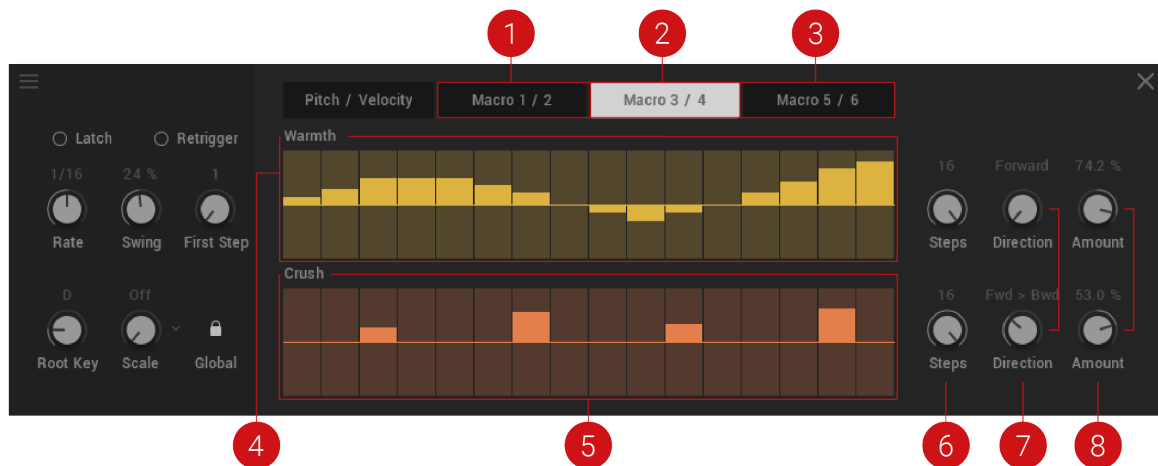 1 2 3
Pitch / Velocity Macro 1 / 2 Macro 3 / 4 Macro 5 / 6
Latch Retrigger
Warmth
1/16 24 % 1
16 Forward 74.2 %
Rate Swing First Step
Steps Direction Amount
Crush
D Off
16 Fwd > Bwd 53.0 %
Root Key Scale Global
Steps Direction Amount
4 5 6 7 8